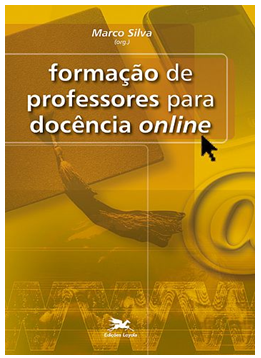 Marco Silva
(org.)
formação de
professores para
docência online
@
Edições Loyola